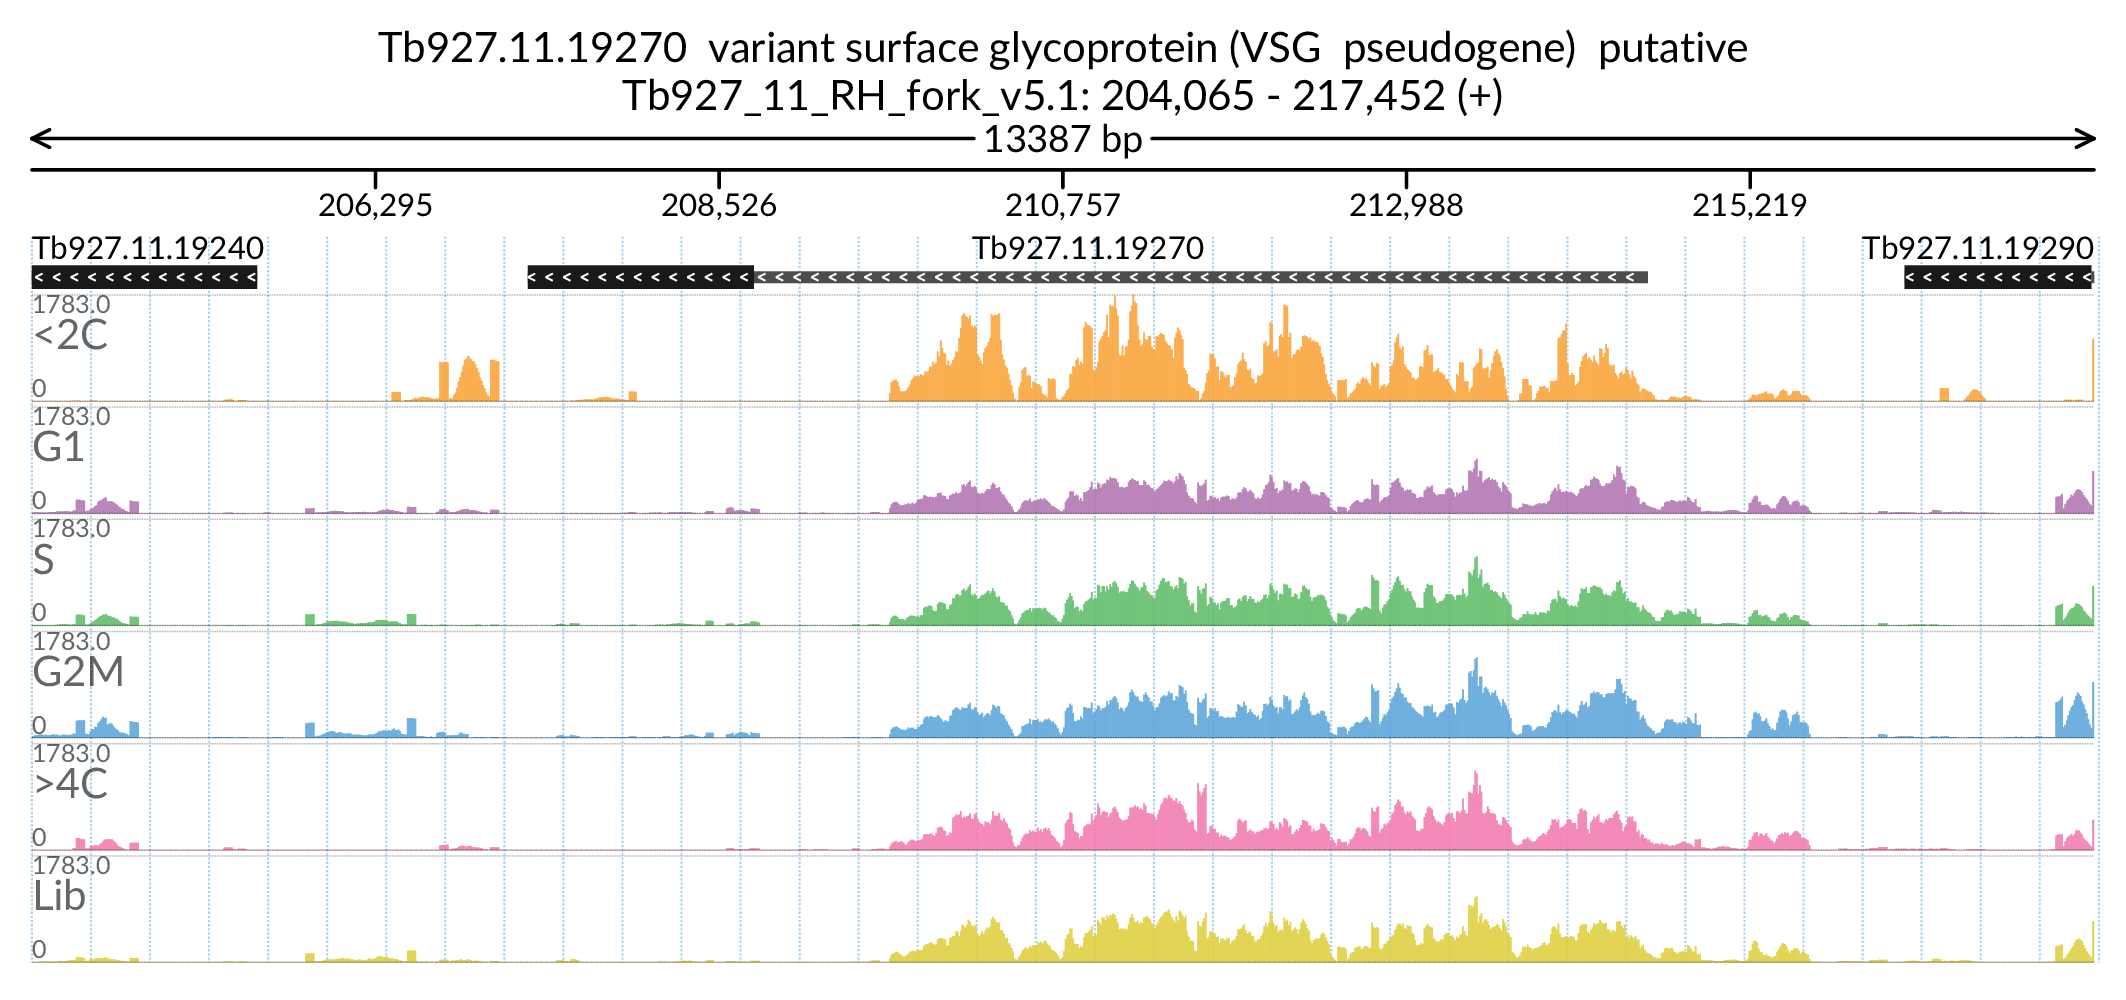 Tb927.11.19270 variant surface glycoprotein (VSG pseudogene) putative
Tb927_11_RH_fork_v5.1: 204,065 - 217,452 (+)
13387 bp
206,295 208,526 210,757 212,988 215,219
Tb927.11.19240 Tb927.11.19270 Tb927.11.19290
1783.0
<2C
0
1783.0
G1
0
1783.0
S
0
1783.0
G2M
0
1783.0
>4C
0
1783.0
Lib
0